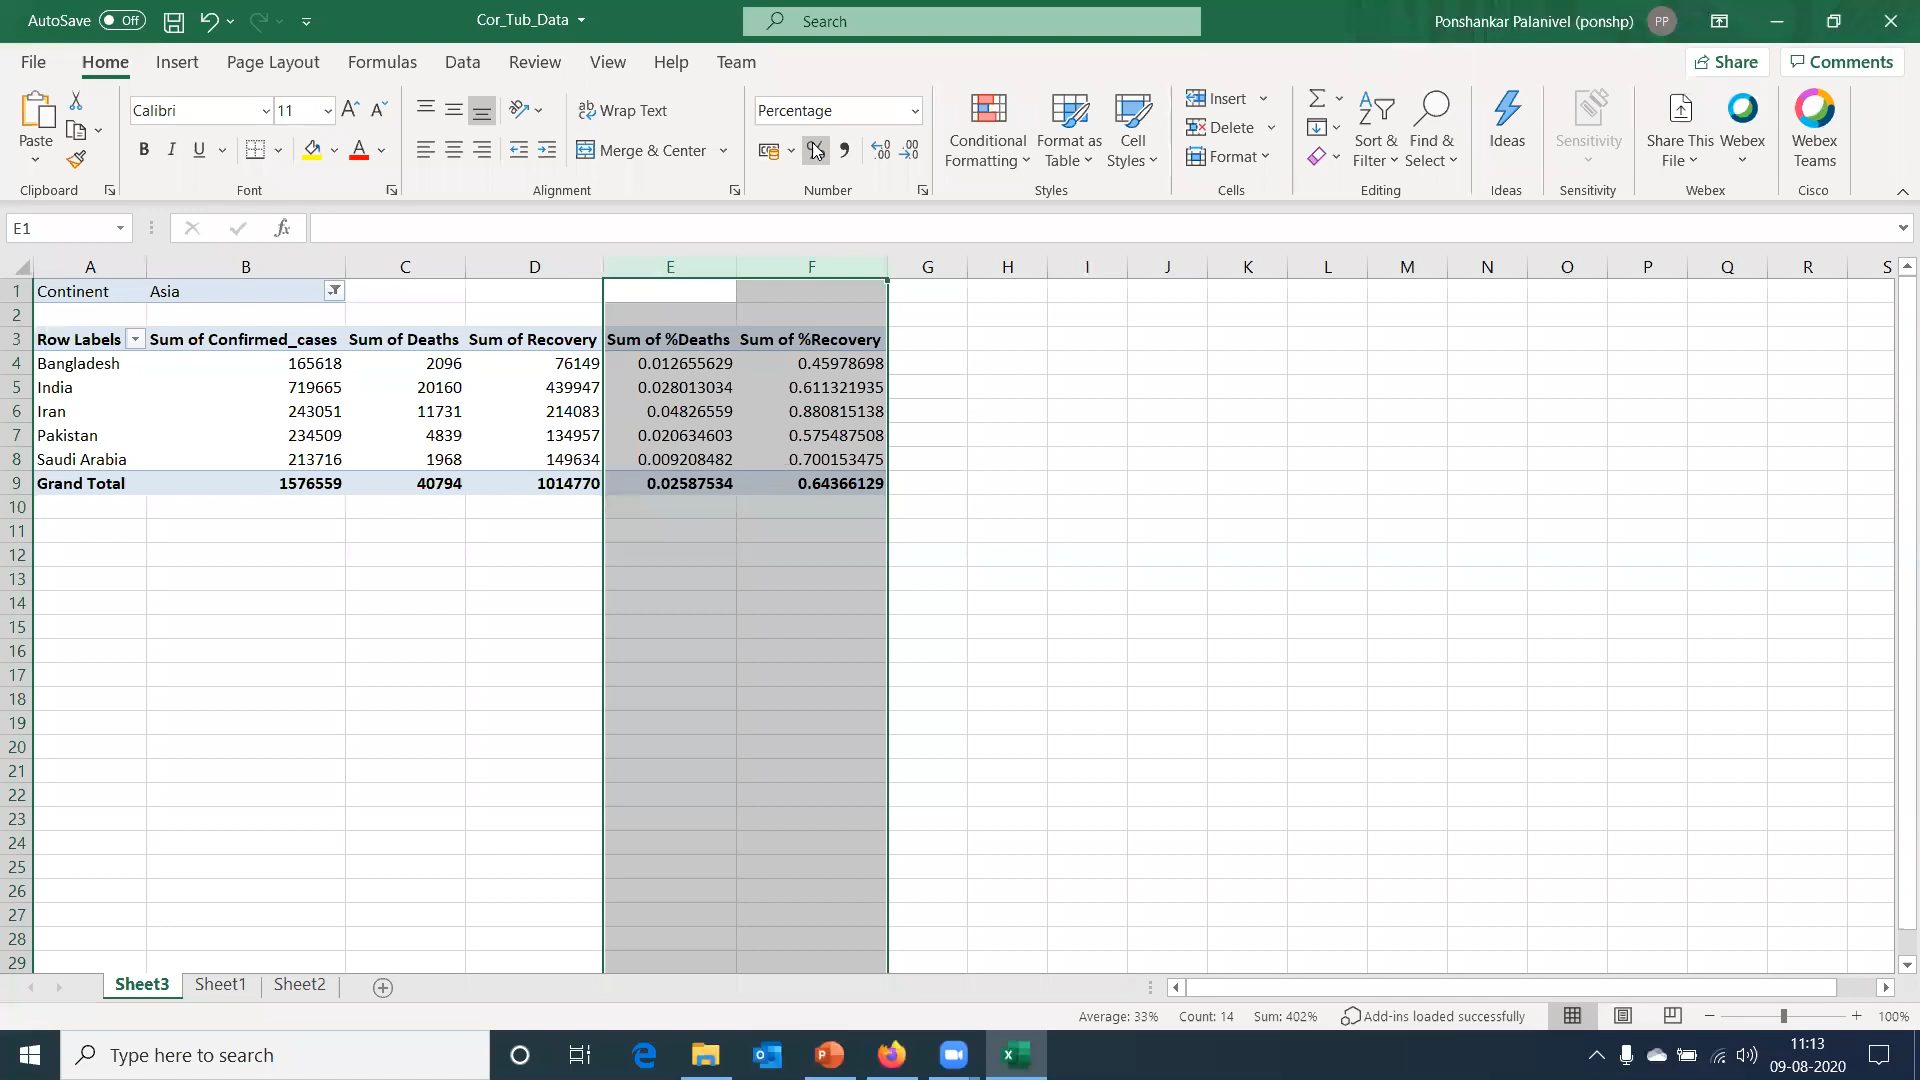 AutoSave Off Cor_Tub_Data Search Ponshankar Palanivel (ponshp) PP
File Home Insert Page Layout Formulas Data Review View Help Team Share Comments
Paste Calibri 11 Wrap Text Percentage Conditional Formatting Format as Table Cell Styles Insert Delete Format Sort & Filter Find & Select Ideas Sensitivity Share This File Webex Webex Teams
B I U A Merge & Center % , .00
Clipboard Font Alignment Number Styles Cells Editing Ideas Sensitivity Webex Cisco
E1 fx
A B C D E F G H I J K L M N O P Q R S
1 Continent Asia
2
3 Row Labels Sum of Confirmed_cases Sum of Deaths Sum of Recovery Sum of %Deaths Sum of %Recovery
4 Bangladesh 165618 2096 76149 0.012655629 0.45978698
5 India 719665 20160 439947 0.028013034 0.611321935
6 Iran 243051 11731 214083 0.04826559 0.880815138
7 Pakistan 234509 4839 134957 0.020634603 0.575487508
8 Saudi Arabia 213716 1968 149634 0.009208482 0.700153475
9 Grand Total 1576559 40794 1014770 0.02587534 0.64366129
10
11
12
13
14
15
16
17
18
19
20
21
22
23
24
25
26
27
28
29
Sheet3 Sheet1 Sheet2
Average: 33% Count: 14 Sum: 402% Add-ins loaded successfully 100%
Type here to search 11:13
09-08-2020